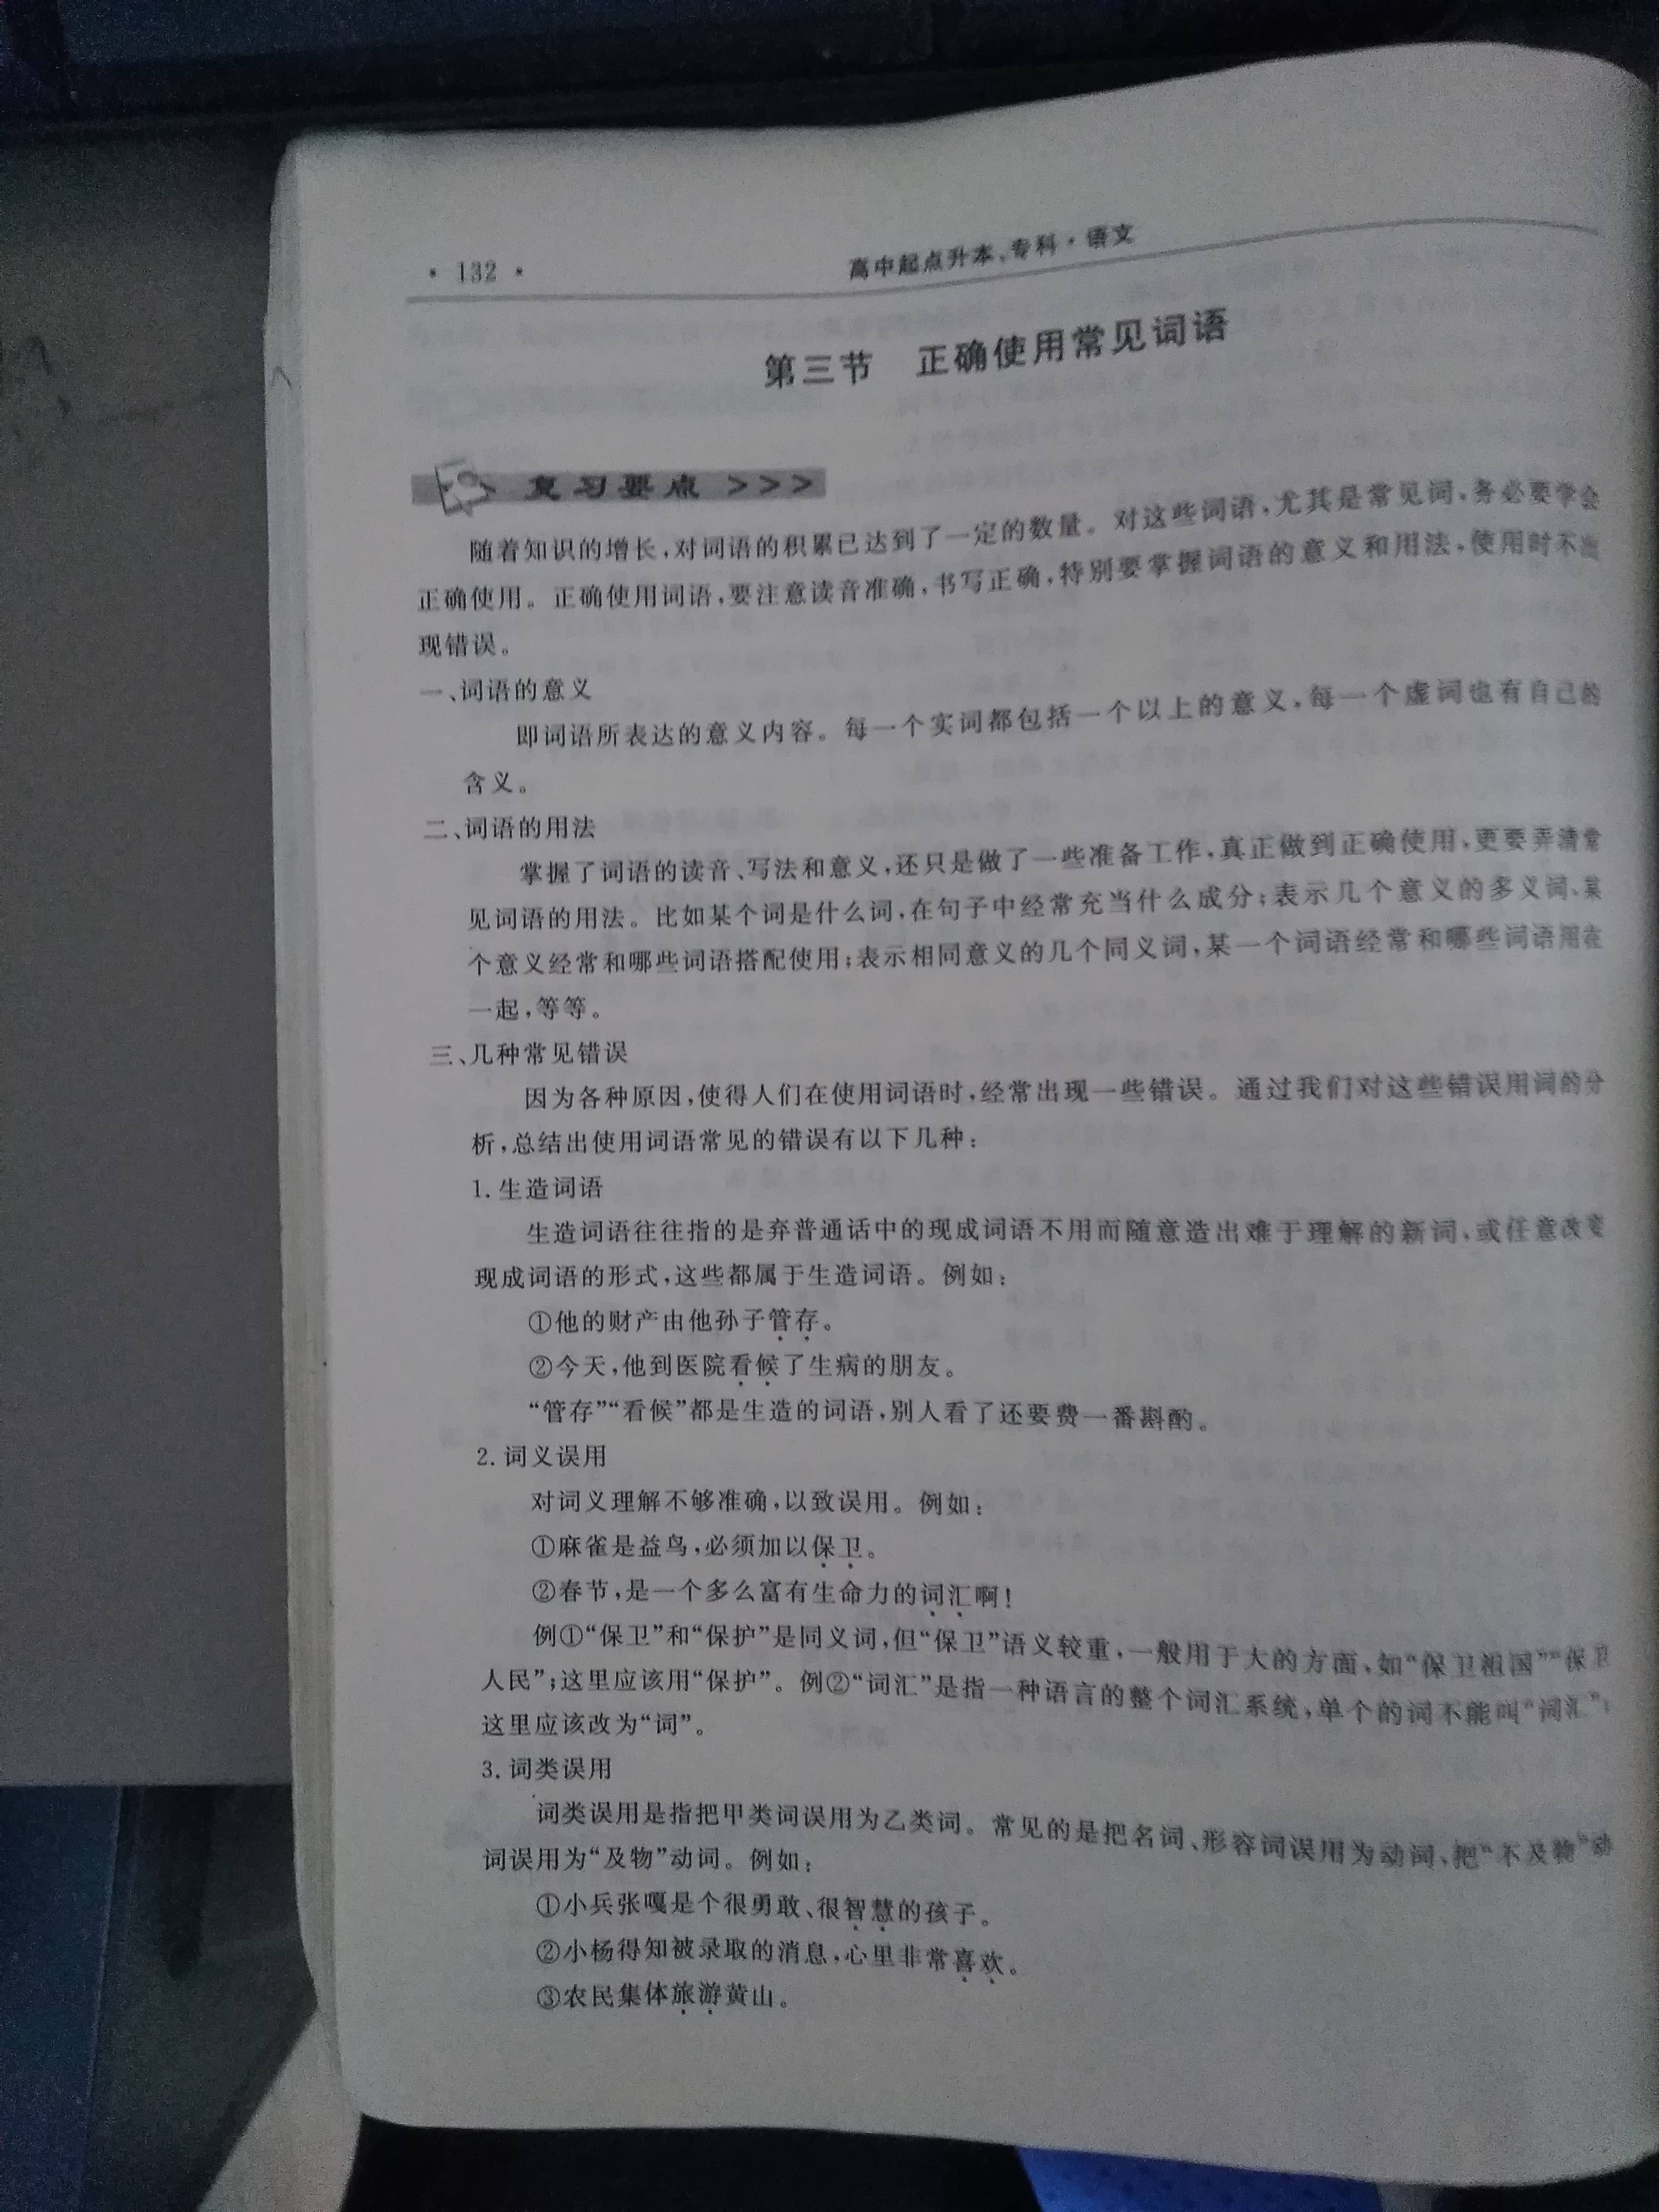 · 132 ·
高中起点升本、专科·语文
第三节 正确使用常见词语
复习要点 >>>
随着知识的增长,对词语的积累已达到了一定的数量。对这些词语,尤其是常见词,务必要学会
正确使用。正确使用词语,要注意读音准确,书写正确,特别要掌握词语的意义和用法,使用时不
现错误。
一、词语的意义
即词语所表达的意义内容。每一个实词都包括一个以上的意义,每一个虚词也有自己的
含义。
二、词语的用法
掌握了词语的读音、写法和意义,还只是做了一些准备工作,真正做到正确使用,更要弄清常
见词语的用法。比如某个词是什么词,在句子中经常充当什么成分;表示几个意义的多义词,某
个意义经常和哪些词语搭配使用;表示相同意义的几个同义词,某一个词语经常和哪些词语用在
一起,等等。
三、几种常见错误
因为各种原因,使得人们在使用词语时,经常出现一些错误。通过我们对这些错误用词的分
析,总结出使用词语常见的错误有以下几种:
1. 生造词语
生造词语往往指的是弃普通话中的现成词语不用而随意造出难于理解的新词,或任意改变
现成词语的形式,这些都属于生造词语。例如:
①他的财产由他孙子管存。
②今天,他到医院看候了生病的朋友。
“管存”“看候”都是生造的词语,别人看了还要费一番斟酌。
2. 词义误用
对词义理解不够准确,以致误用。例如:
①麻雀是益鸟,必须加以保卫。
②春节,是一个多么富有生命力的词汇啊!
例①“保卫”和“保护”是同义词,但“保卫”语义较重,一般用于大的方面,如“保卫祖国”“保卫
人民”;这里应该用“保护”。例②“词汇”是指一种语言的整个词汇系统,单个的词不能叫“词汇”
这里应该改为“词”。
3. 词类误用
词类误用是指把甲类词误用为乙类词。常见的是把名词、形容词误用为动词、把“不及物”动
词误用为“及物”动词。例如:
①小兵张嘎是个很勇敢、很智慧的孩子。
②小杨得知被录取的消息,心里非常喜欢。
③农民集体旅游黄山。